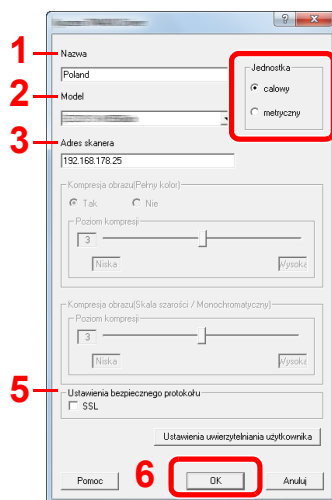 1
Nazwa
Poland
Jednostka
calowy
metryczny
2
Model
3
Adres skanera
192.168.178.25
Kompresja obrazu(Pełny kolor)
Tak Nie
Poziom kompresji
3
Niska Wysoka
Kompresja obrazu(Skala szarości / Monochromatyczny)
Poziom kompresji
3
Niska Wysoka
5
Ustawienia bezpiecznego protokołu
SSL
Ustawienia uwierzytelniania użytkownika
6
Pomoc OK Anuluj